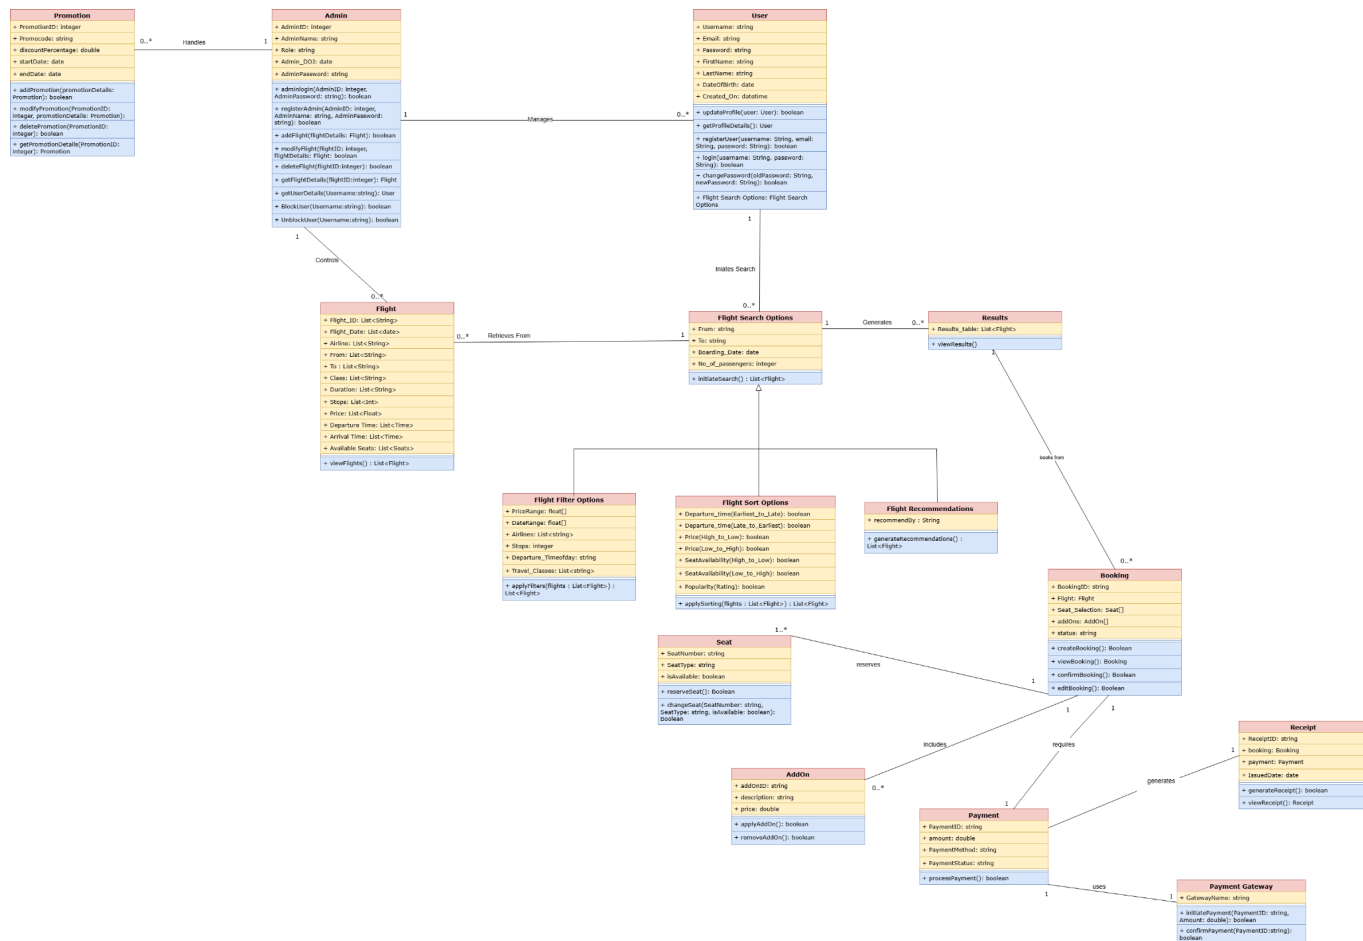 Promotion
+ PromotionID: integer
+ Promocode: string
+ discountPercentage: double
+ startDate: date
+ endDate: date
+ addPromotion(promotionDetails:
Promotion): boolean
+ modifyPromotion(PromotionID:
integer, promotionDetails: Promotion):
+ deletePromotion(PromotionID:
integer): boolean
+ getPromotionDetails(PromotionID:
integer): Promotion
0...*
Handles
1
Admin
+ AdminID: integer
+ AdminName: string
+ Role: string
+ Admin_DOJ: date
+ AdminPassword: string
+ adminlogin(AdminID: integer,
AdminPassword: string): boolean
+ registerAdmin(AdminID: integer,
AdminName: string, AdminPassword:
string): boolean
+ addFlight(flightDetails: Flight): boolean
+ modifyFlight(flightID: integer,
flightDetails: Flight): boolean
+ deleteFlight(flightID:integer): boolean
+ getFlightDetails(flightID:integer): Flight
+ getUserDetails(Username:string): User
+ BlockUser(Username:string): boolean
+ UnblockUser(Username:string): boolean
1
Manages
0...*
User
+ Username: string
+ Email: string
+ Password: string
+ FirstName: string
+ LastName: string
+ DateOfBirth: date
+ Created_On: datetime
+ updateProfile(user: User): boolean
+ getProfileDetails(): User
+ registerUser(username: String, email:
String, password: String): boolean
+ login(username: String, password:
String): boolean
+ changePassword(oldPassword: String,
newPassword: String): boolean
+ Flight Search Options: Flight Search
Options
1
Controls
0...*
1
Iniates Search
0...*
Flight
+ Flight_ID: List<String>
+ Flight_Date: List<date>
+ Airline: List<String>
+ From: List<String>
+ To : List<String>
+ Class: List<String>
+ Duration: List<String>
+ Stops: List<Int>
+ Price: List<Float>
+ Departure Time: List<Time>
+ Arrival Time: List<Time>
+ Available Seats: List<Seats>
+ viewFlights() : List<Flight>
0...*
Retrieves From
1
Flight Search Options
+ From: string
+ To: string
+ Boarding_Date: date
+ No_of_passengers: integer
+ initiateSearch() : List<Flight>
1
Generates
0...*
Results
+ Results_table: List<Flight>
+ viewResults()
1
books from
0...*
Flight Filter Options
+ PriceRange: float[]
+ DateRange: float[]
+ Airlines: List<string>
+ Stops: integer
+ Departure_Timeofday: string
+ Travel_Classes: List<string>
+ applyFilters(flights : List<Flight>) :
List<Flight>
Flight Sort Options
+ Departure_time(Earliest_to_Late): boolean
+ Departure_time(Late_to_Earliest): boolean
+ Price(High_to_Low): boolean
+ Price(Low_to_High): boolean
+ SeatAvailability(High_to_Low): boolean
+ SeatAvailability(Low_to_High): boolean
+ Popularity(Rating): boolean
+ applySorting(flights : List<Flight>) : List<Flight>
Flight Recommendations
+ recommendBy : String
+ generateRecommendations() :
List<Flight>
Booking
+ BookingID: string
+ Flight: Flight
+ Seat_Selection: Seat[]
+ addOns: AddOn[]
+ status: string
+ createBooking(): Boolean
+ viewBooking(): Booking
+ confirmBooking(): Boolean
+ editBooking(): Boolean
1...*
reserves
1
Seat
+ SeatNumber: string
+ SeatType: string
+ isAvailable: boolean
+ reserveSeat(): Boolean
+ changeSeat(SeatNumber: string,
SeatType: string, isAvailable: boolean):
Boolean
1
includes
0...*
1
requires
1
AddOn
+ addOnID: string
+ description: string
+ price: double
+ applyAddOn(): boolean
+ removeAddOn(): boolean
Payment
+ PaymentID: string
+ amount: double
+ PaymentMethod: string
+ PaymentStatus: string
+ processPayment(): boolean
generates
1
Receipt
+ ReceiptID: string
+ booking: Booking
+ payment: Payment
+ IssuedDate: date
+ generateReceipt(): boolean
+ viewReceipt(): Receipt
1
uses
1
Payment Gateway
+ GatewayName: string
+ initiatePayment(PaymentID: string,
Amount: double): boolean
+ confirmPayment(PaymentID:string):
boolean